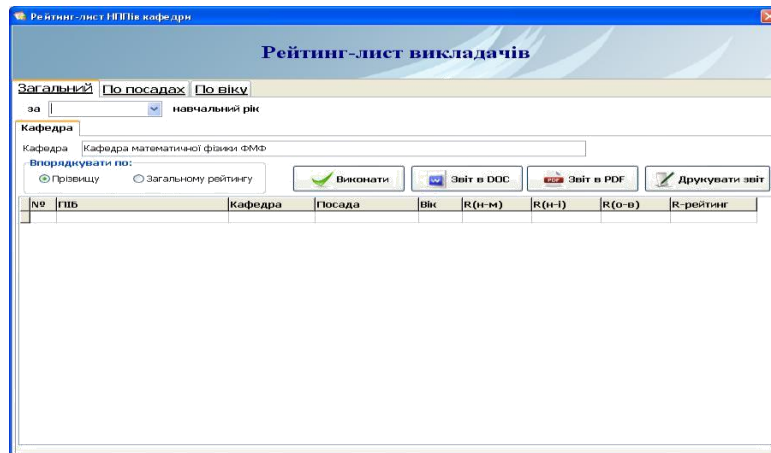 Рейтинг-лист НППів кафедри
Рейтинг-лист викладачів
Загальний По посадах По віку
за навчальний рік
Кафедра
Кафедра Кафедра математичної фізики ФМФ
Впорядкувати по:
Прізвищу Загальному рейтингу Виконати Звіт в DOC Звіт в PDF Друкувати звіт
№ ПІБ Кафедра Посада Вік R(н-м) R(н-і) R(о-в) R-рейтинг